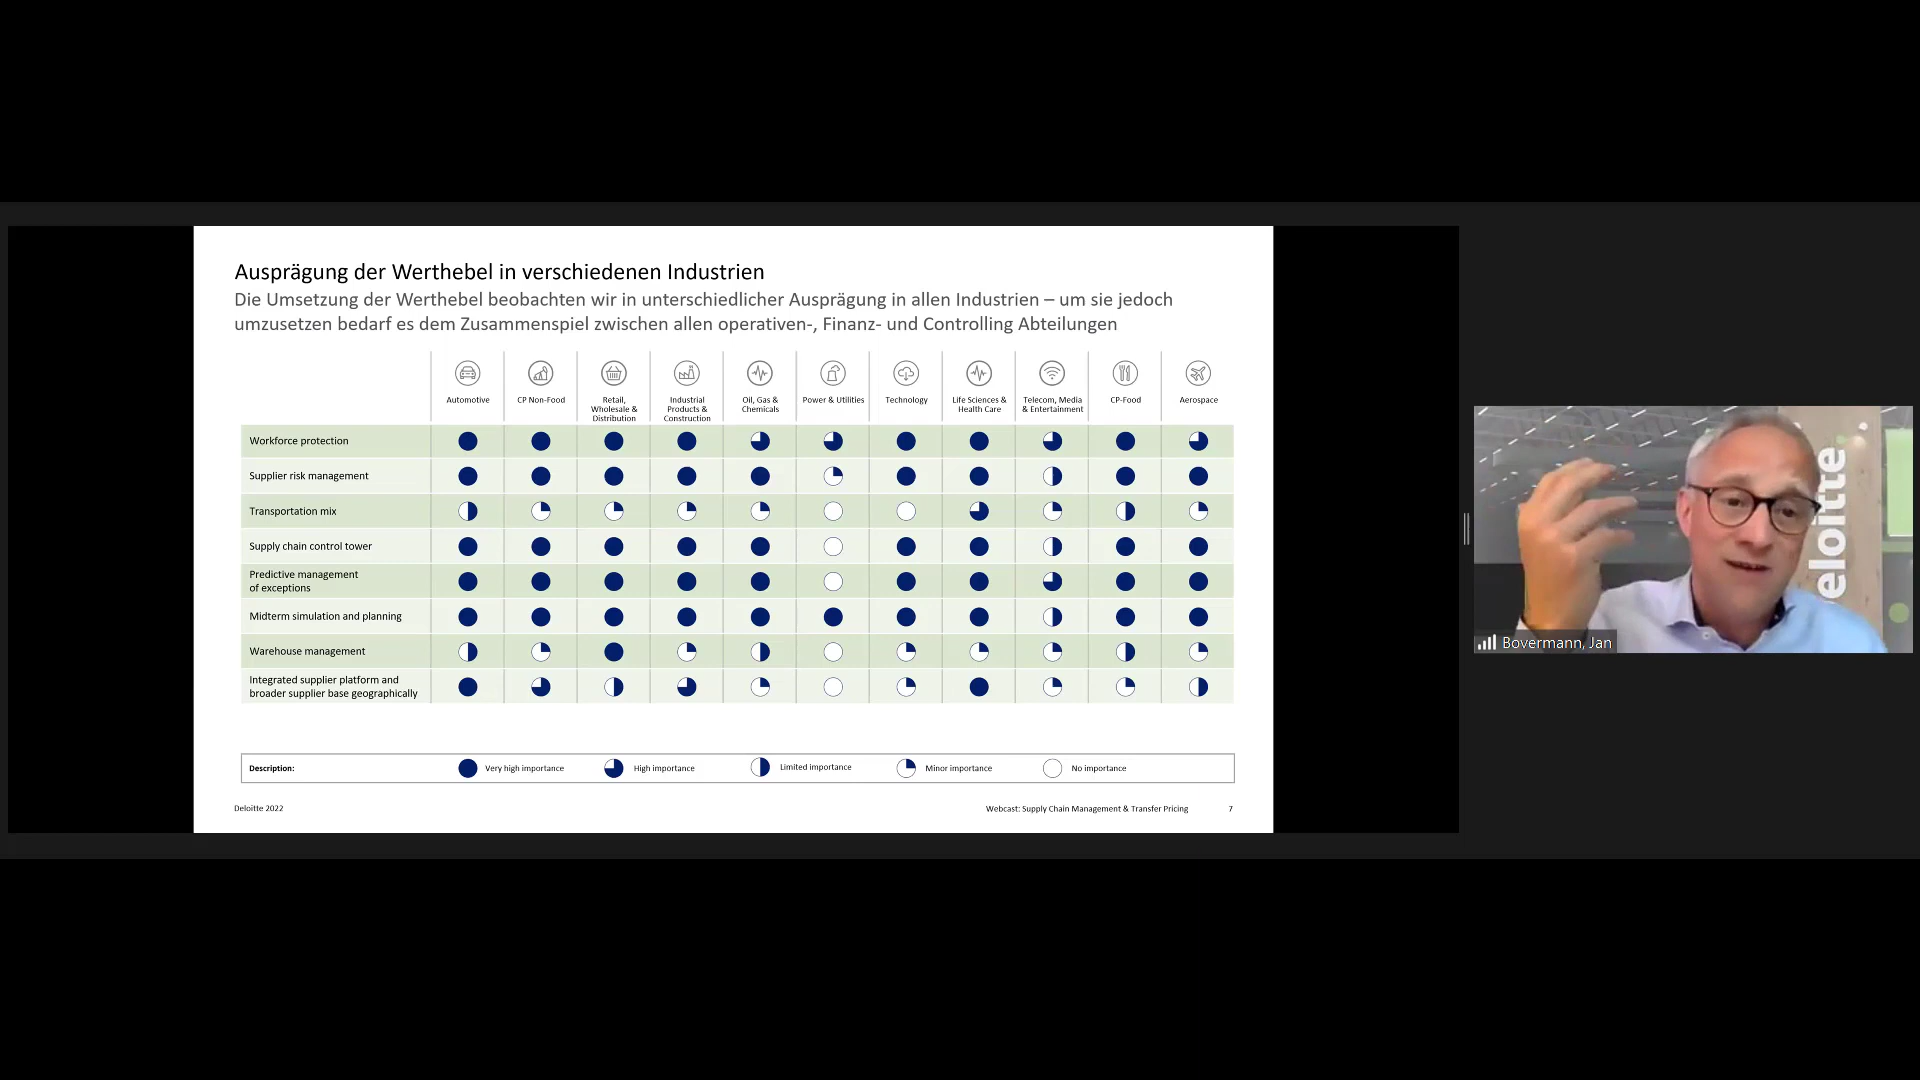 Ausprägung der Werthebel in verschiedenen Industrien
Die Umsetzung der Werthebel beobachten wir in unterschiedlicher Ausprägung in allen Industrien – um sie jedoch
umzusetzen bedarf es dem Zusammenspiel zwischen allen operativen-, Finanz- und Controlling Abteilungen
Automotive
CP Non-Food
Retail,
Wholesale &
Distribution
Industrial
Products &
Construction
Oil, Gas &
Chemicals
Power & Utilities
Technology
Life Sciences &
Health Care
Telecom, Media
& Entertainment
CP-Food
Aerospace
Workforce protection
Supplier risk management
Transportation mix
Supply chain control tower
Predictive management
of exceptions
Midterm simulation and planning
Warehouse management
Integrated supplier platform and
broader supplier base geographically
Description:
Very high importance
High importance
Limited importance
Minor importance
No importance
Deloitte 2022
Webcast: Supply Chain Management & Transfer Pricing
7
eloitte.
Bovermann, Jan